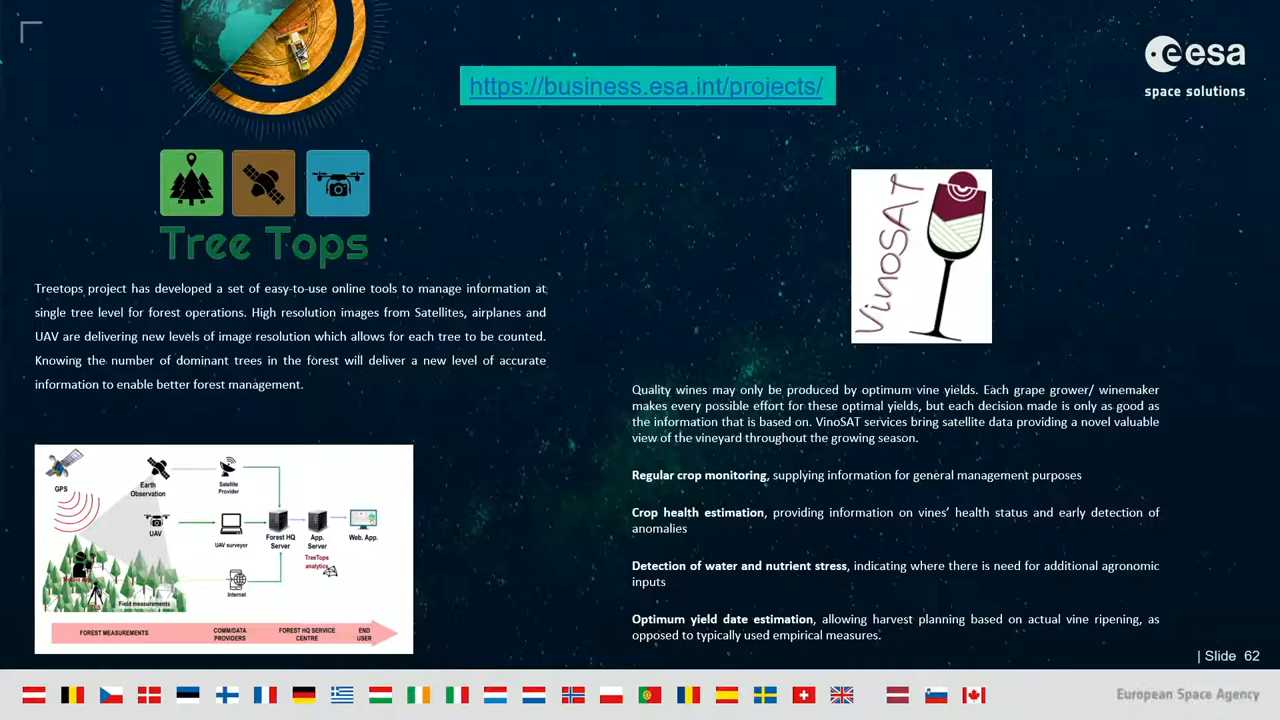 https://business.esa.int/projects/
esa
space solutions
Tree Tops
Treetops project has developed a set of easy-to-use online tools to manage information at
single tree level for forest operations. High resolution images from Satellites, airplanes and
UAV are delivering new levels of image resolution which allows for each tree to be counted.
Knowing the number of dominant trees in the forest will deliver a new level of accurate
information to enable better forest management.
GPS
Earth
Observation
Satellite
Provider
UAV
UAV surveyor
Forest HQ
Server
App.
Server
Web. App.
TreeTops
analytics
Internet
Field measurements
FOREST MEASUREMENTS
COMM/DATA
PROVIDERS
FOREST HQ SERVICE
CENTRE
END
USER
VinoSAT
Quality wines may only be produced by optimum vine yields. Each grape grower/ winemaker
makes every possible effort for these optimal yields, but each decision made is only as good as
the information that is based on. VinoSAT services bring satellite data providing a novel valuable
view of the vineyard throughout the growing season.
Regular crop monitoring, supplying information for general management purposes
Crop health estimation, providing information on vines’ health status and early detection of
anomalies
Detection of water and nutrient stress, indicating where there is need for additional agronomic
inputs
Optimum yield date estimation, allowing harvest planning based on actual vine ripening, as
opposed to typically used empirical measures.
| Slide 62
European Space Agency